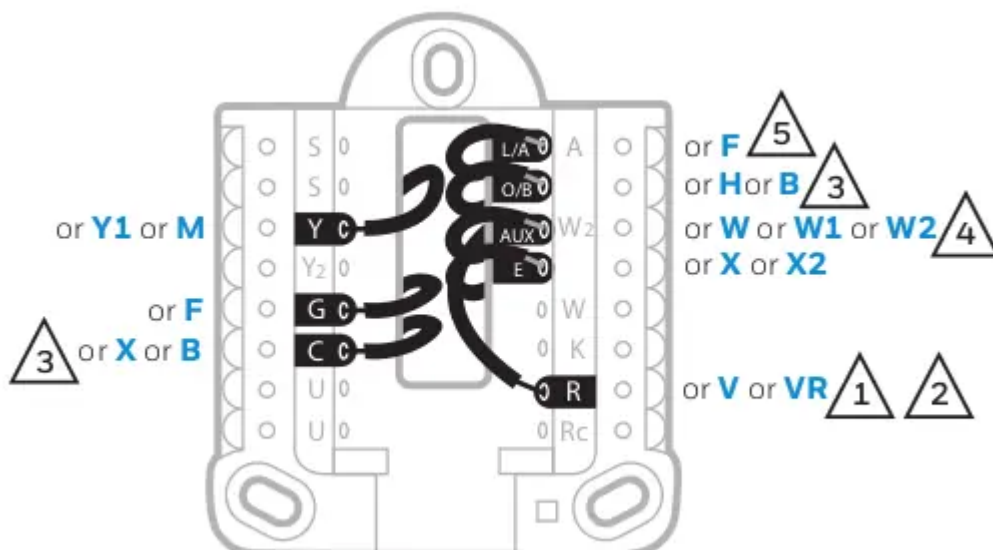 S
S
or Y1 or M Y
Y2
or F G
3 or X or B C
U
U
L/A A or F 5
O/B or H or B 3
AUX W2 or W or W1 or W2 4
E or X or X2
W
K
R or V or VR 1 2
Rc